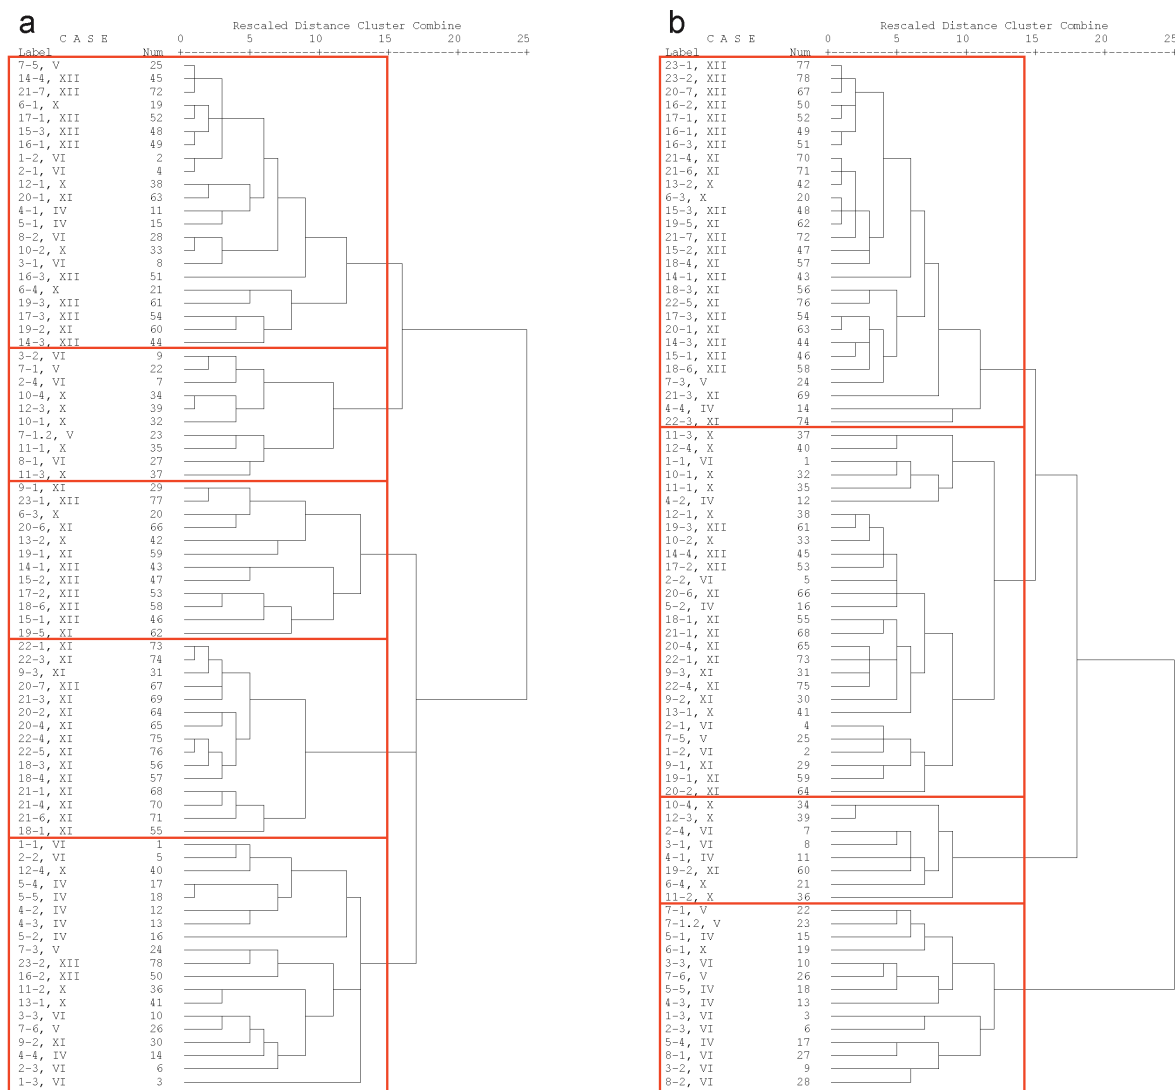 a
Rescaled Distance Cluster Combine
C A S E 0 5 10 15 20 25
Label Num
7-5, V 25
14-4, XII 45
21-7, XII 72
6-1, X 19
17-1, XII 52
15-3, XII 48
16-1, XII 49
1-2, VI 2
2-1, VI 4
12-1, X 38
20-1, XI 63
4-1, IV 11
5-1, IV 15
8-2, VI 28
10-2, X 33
3-1, VI 8
16-3, XII 51
6-4, X 21
19-3, XII 61
17-3, XII 54
19-2, XI 60
14-3, XII 44
3-2, VI 9
7-1, V 22
2-4, VI 7
10-4, X 34
12-3, X 39
10-1, X 32
7-1.2, V 23
11-1, X 35
8-1, VI 27
11-3, X 37
9-1, XI 29
23-1, XII 77
6-3, X 20
20-6, XI 66
13-2, X 42
19-1, XI 59
14-1, XII 43
15-2, XII 47
17-2, XII 53
18-6, XII 58
15-1, XII 46
19-5, XI 62
22-1, XI 73
22-3, XI 74
9-3, XI 31
20-7, XII 67
21-3, XI 69
20-2, XI 64
20-4, XI 65
22-4, XI 75
22-5, XI 76
18-3, XI 56
18-4, XI 57
21-1, XI 68
21-4, XI 70
21-6, XI 71
18-1, XI 55
1-1, VI 1
2-2, VI 5
12-4, X 40
5-4, IV 17
5-5, IV 18
4-2, IV 12
4-3, IV 13
5-2, IV 16
7-3, V 24
23-2, XII 78
16-2, XII 50
11-2, X 36
13-1, X 41
3-3, VI 10
7-6, V 26
9-2, XI 30
4-4, IV 14
2-3, VI 6
1-3, VI 3
b
Rescaled Distance Cluster Combine
C A S E 0 5 10 15 20 25
Label Num
23-1, XII 77
23-2, XII 78
20-7, XII 67
16-2, XII 50
17-1, XII 52
16-1, XII 49
16-3, XII 51
21-4, XI 70
21-6, XI 71
13-2, X 42
6-3, X 20
15-3, XII 48
19-5, XI 62
21-7, XII 72
15-2, XII 47
18-4, XI 57
14-1, XII 43
18-3, XI 56
22-5, XI 76
17-3, XII 54
20-1, XI 63
14-3, XII 44
15-1, XII 46
18-6, XII 58
7-3, V 24
21-3, XI 69
4-4, IV 14
22-3, XI 74
11-3, X 37
12-4, X 40
1-1, VI 1
10-1, X 32
11-1, X 35
4-2, IV 12
12-1, X 38
19-3, XII 61
10-2, X 33
14-4, XII 45
17-2, XII 53
2-2, VI 5
20-6, XI 66
5-2, IV 16
18-1, XI 55
21-1, XI 68
20-4, XI 65
22-1, XI 73
9-3, XI 31
22-4, XI 75
9-2, XI 30
13-1, X 41
2-1, VI 4
7-5, V 25
1-2, VI 2
9-1, XI 29
19-1, XI 59
20-2, XI 64
10-4, X 34
12-3, X 39
2-4, VI 7
3-1, VI 8
4-1, IV 11
19-2, XI 60
6-4, X 21
11-2, X 36
7-1, V 22
7-1.2, V 23
5-1, IV 15
6-1, X 19
3-3, VI 10
7-6, V 26
5-5, IV 18
4-3, IV 13
1-3, VI 3
2-3, VI 6
5-4, IV 17
8-1, VI 27
3-2, VI 9
8-2, VI 28